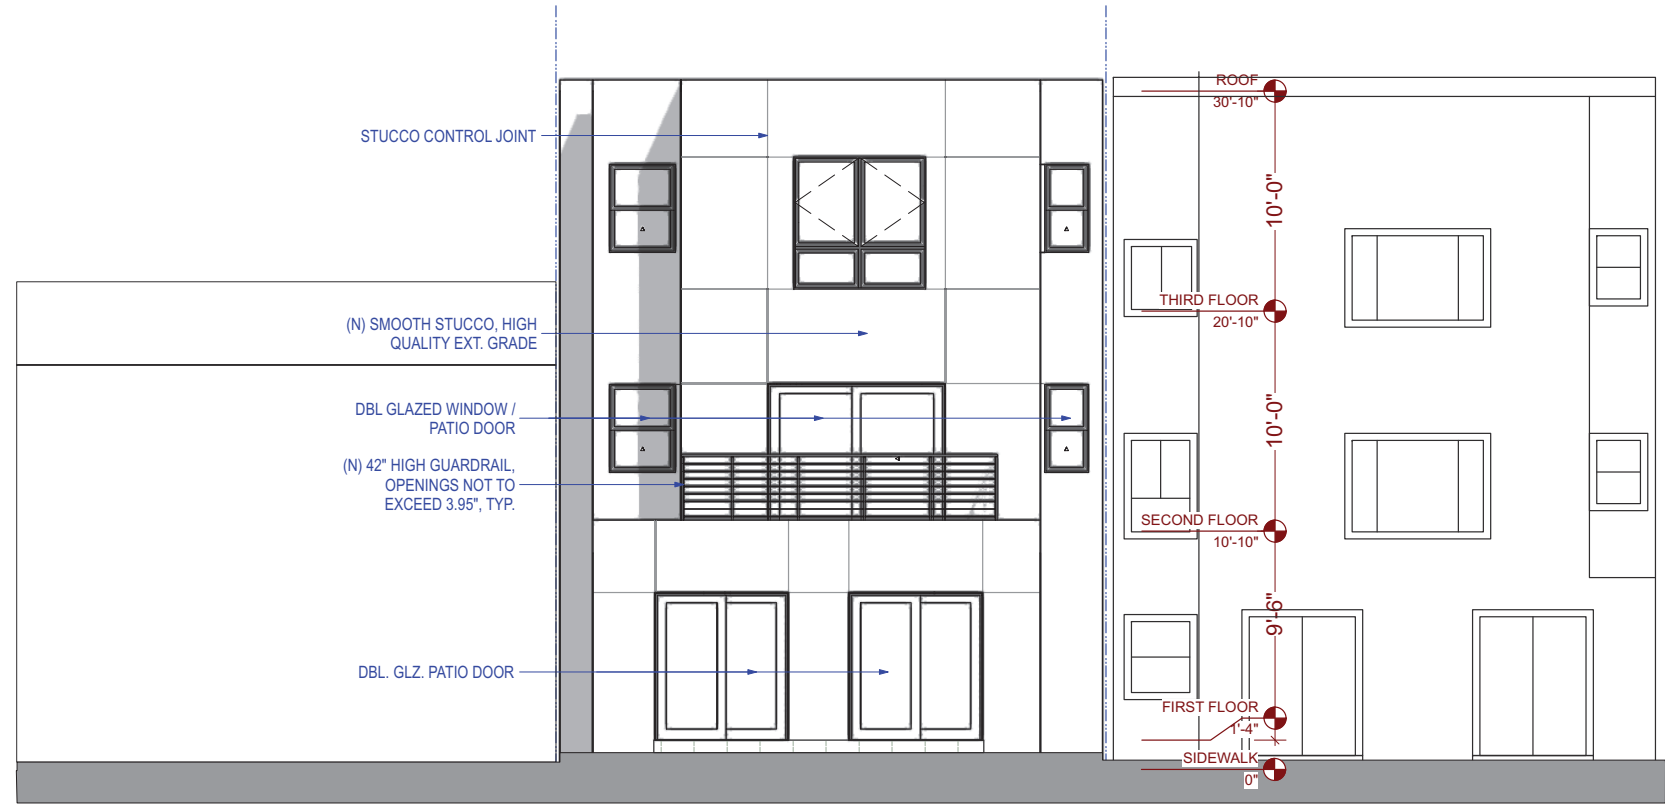 ROOF
30'-10"
STUCCO CONTROL JOINT
10'-0"
THIRD FLOOR
20'-10"
(N) SMOOTH STUCCO, HIGH
QUALITY EXT. GRADE
DBL GLAZED WINDOW /
PATIO DOOR
10'-0"
(N) 42" HIGH GUARDRAIL,
OPENINGS NOT TO
EXCEED 3.95", TYP.
SECOND FLOOR
10'-10"
9'-6"
DBL. GLZ. PATIO DOOR
FIRST FLOOR
1'-4"
SIDEWALK
0"